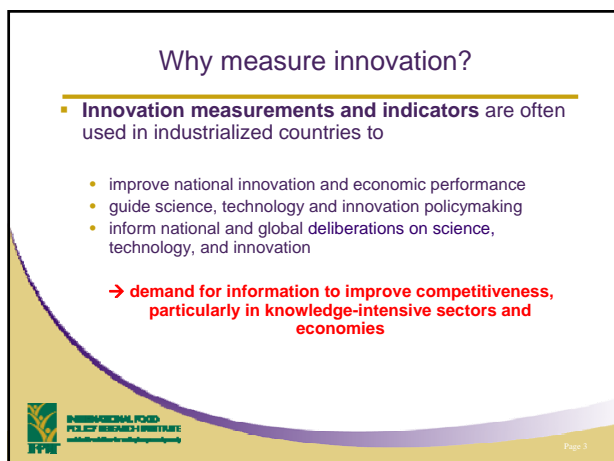 Why measure innovation?
▪ Innovation measurements and indicators are often
used in industrialized countries to
• improve national innovation and economic performance
• guide science, technology and innovation policymaking
• inform national and global deliberations on science,
technology, and innovation
→ demand for information to improve competitiveness,
particularly in knowledge-intensive sectors and
economies
INTERNATIONAL FOOD
POLICY RESEARCH INSTITUTE
IFPRI
Page 3